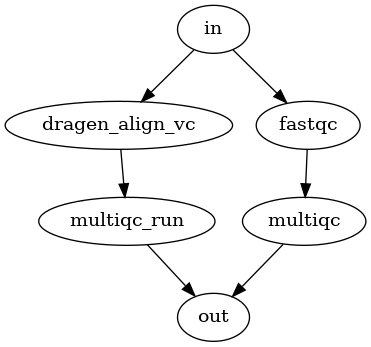 in
dragen_align_vc
fastqc
multiqc_run
multiqc
out